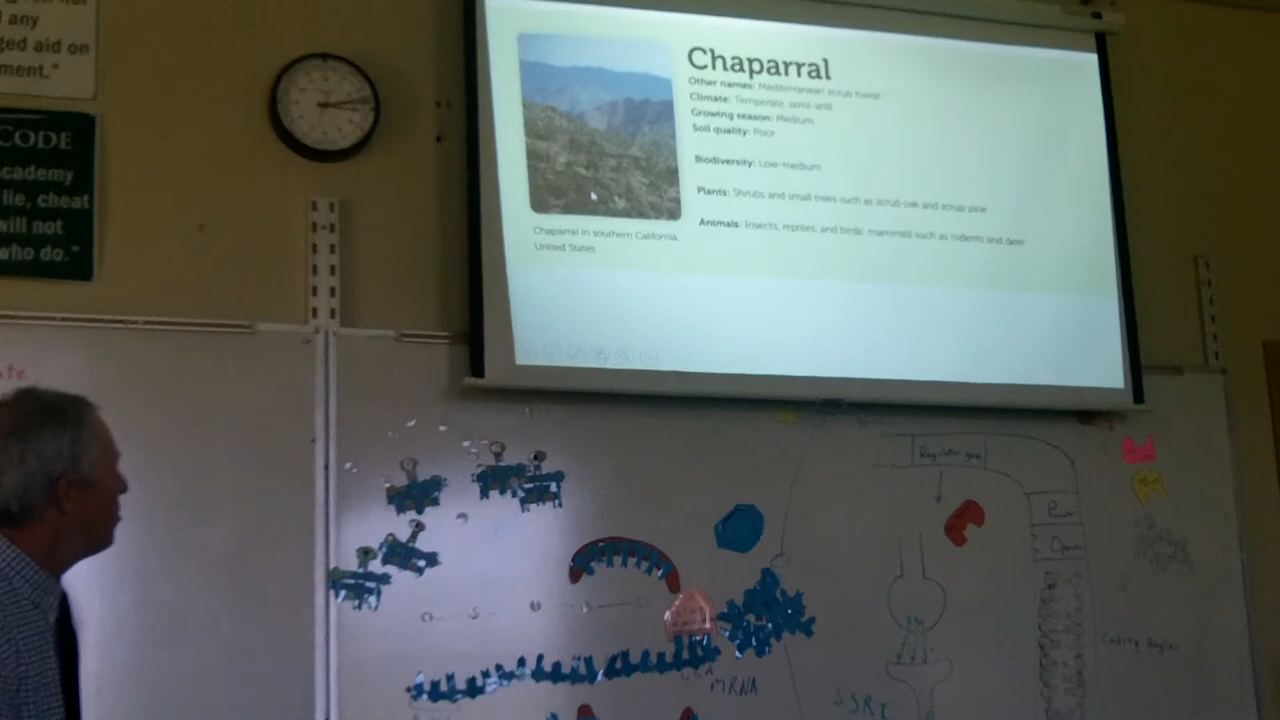 any
ged aid on
ment."
CODE
cademy
lie, cheat
will not
who do."
Chaparral
Other names: Mediterranean scrub forest
Climate: Temperate, semi-arid
Growing season: Medium
Soil quality: Poor
Biodiversity: Low-medium
Plants: Shrubs and small trees such as scrub oak and scrub pine
Animals: Insects, reptiles, and birds; mammals such as rodents and deer
Chaparral in southern California,
United States
MRNA
SSRI
Coding Region